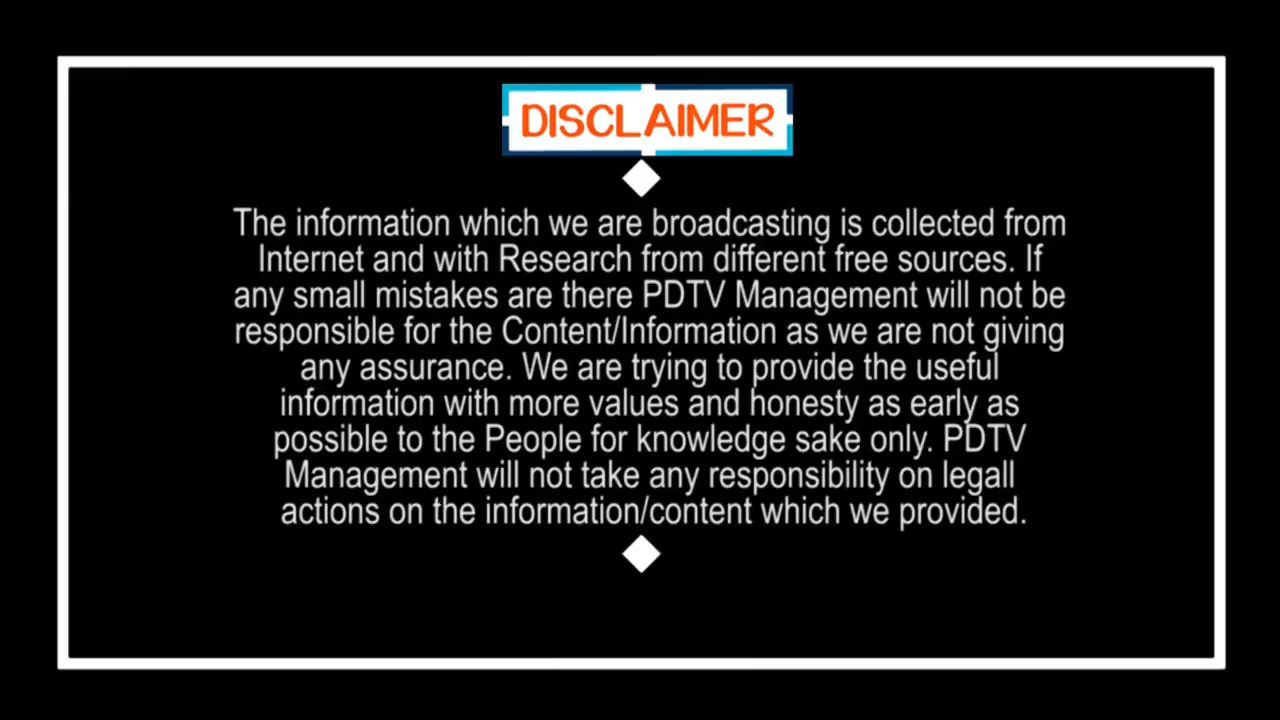 DISCLAIMER
The information which we are broadcasting is collected from
Internet and with Research from different free sources. If
any small mistakes are there PDTV Management will not be
responsible for the Content/Information as we are not giving
any assurance. We are trying to provide the useful
information with more values and honesty as early as
possible to the People for knowledge sake only. PDTV
Management will not take any responsibility on legall
actions on the information/content which we provided.